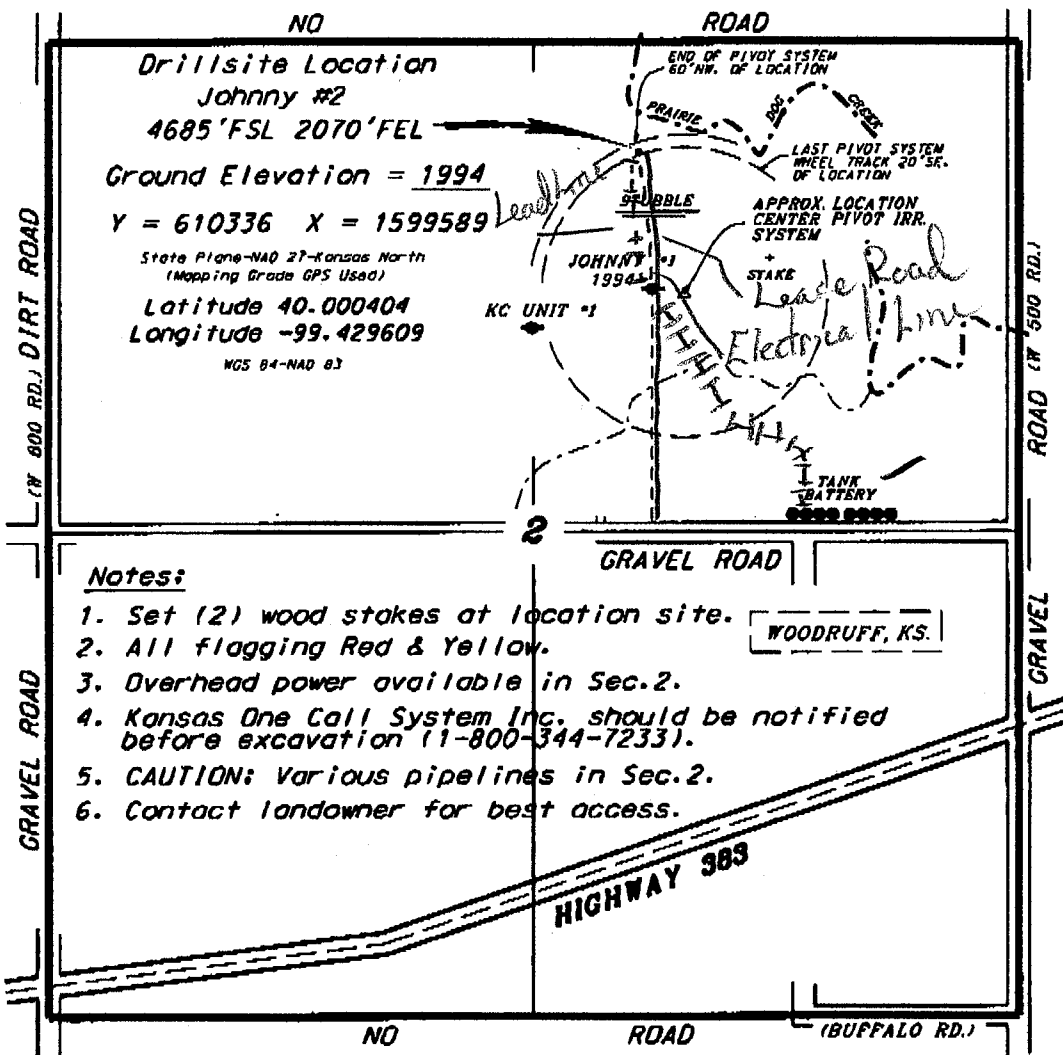 NO ROAD
Drillsite Location
Johnny #2
4685'FSL 2070'FEL
Ground Elevation = 1994
Y = 610336 X = 1599589
State Plane-NAD 27-Kansas North
(Mapping Grade GPS Used)
Latitude 40.000404
Longitude -99.429609
WGS 84-NAD 83
END OF PIVOT SYSTEM
60'NW. OF LOCATION
PRAIRIE DOG CREEK
LAST PIVOT SYSTEM
WHEEL TRACK 20'SE.
OF LOCATION
Leadline
STUBBLE
APPROX. LOCATION
CENTER PIVOT IRR.
SYSTEM
+
STAKE
JOHNNY #1
1994
KC UNIT #1
Leade Road
Electrical Line
TANK
BATTERY
(W 800 RD.) DIRT ROAD
ROAD (W 500 RD.)
2
GRAVEL ROAD
WOODRUFF, KS.
Notes:
1. Set (2) wood stakes at location site.
2. All flagging Red & Yellow.
3. Overhead power available in Sec.2.
4. Kansas One Call System Inc. should be notified
before excavation (1-800-344-7233).
5. CAUTION: Various pipelines in Sec.2.
6. Contact landowner for best access.
GRAVEL ROAD
GRAVEL
HIGHWAY 383
NO ROAD
(BUFFALO RD.)